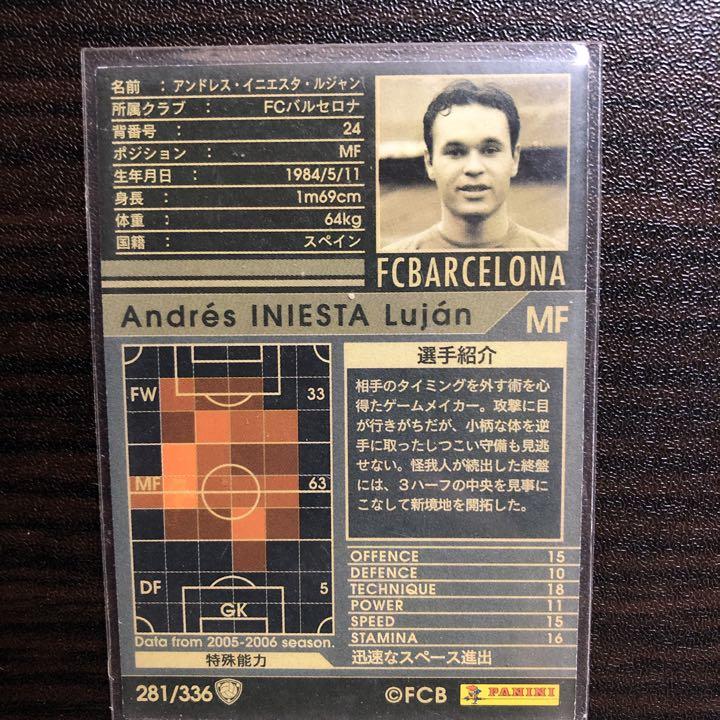 名前 : アンドレス・イニエスタ・ルジャン
所属クラブ : FCバルセロナ
背番号 : 24
ポジション : MF
生年月日 : 1984/5/11
身長 : 1m69cm
体重 : 64kg
国籍 : スペイン
FCBARCELONA
Andrés INIESTA Luján
MF
FW 33
MF 63
DF 5
GK
Data from 2005-2006 season.
選手紹介
相手のタイミングを外す術を心
得たゲームメイカー。攻撃に目
が行きがちだが、小柄な体を逆
手に取ったしつこい守備も見逃
せない。怪我人が続出した終盤
には、3ハーフの中央を見事に
こなして新境地を開拓した。
OFFENCE 15
DEFENCE 10
TECHNIQUE 18
POWER 11
SPEED 15
STAMINA 16
特殊能力
迅速なスペース進出
281/336
©FCB
PANINI